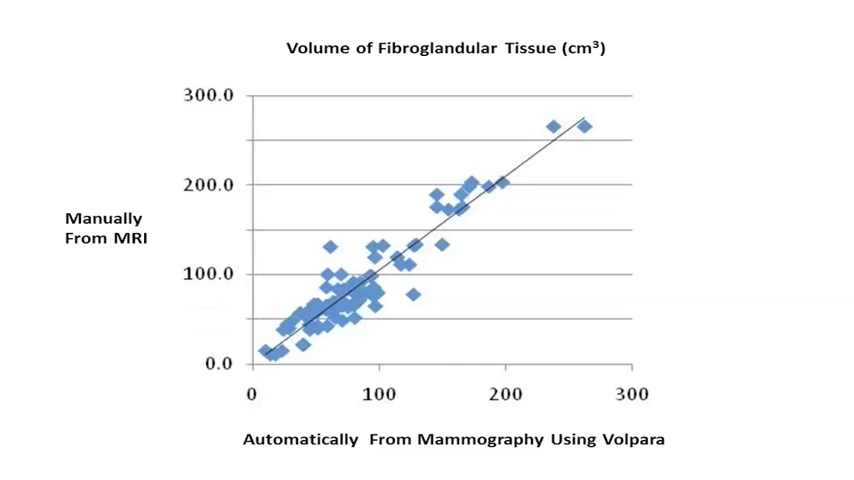 Volume of Fibroglandular Tissue (cm³)
300.0
200.0
Manually
From MRI
100.0
0.0
0 100 200 300
Automatically From Mammography Using Volpara